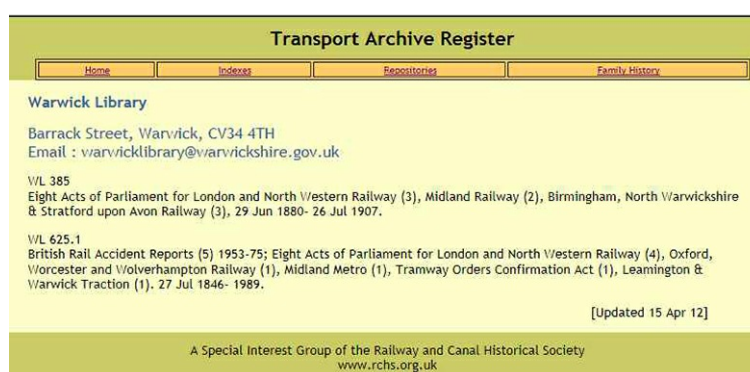 Transport Archive Register
Home Indexes Repositories Family History
Warwick Library
Barrack Street, Warwick, CV34 4TH
Email : warwicklibrary@warwickshire.gov.uk
WL 385
Eight Acts of Parliament for London and North Western Railway (3), Midland Railway (2), Birmingham, North Warwickshire
& Stratford upon Avon Railway (3), 29 Jun 1880- 26 Jul 1907.
WL 625.1
British Rail Accident Reports (5) 1953-75; Eight Acts of Parliament for London and North Western Railway (4), Oxford,
Worcester and Wolverhampton Railway (1), Midland Metro (1), Tramway Orders Confirmation Act (1), Leamington &
Warwick Traction (1). 27 Jul 1846- 1989.
[Updated 15 Apr 12]
A Special Interest Group of the Railway and Canal Historical Society
www.rchs.org.uk